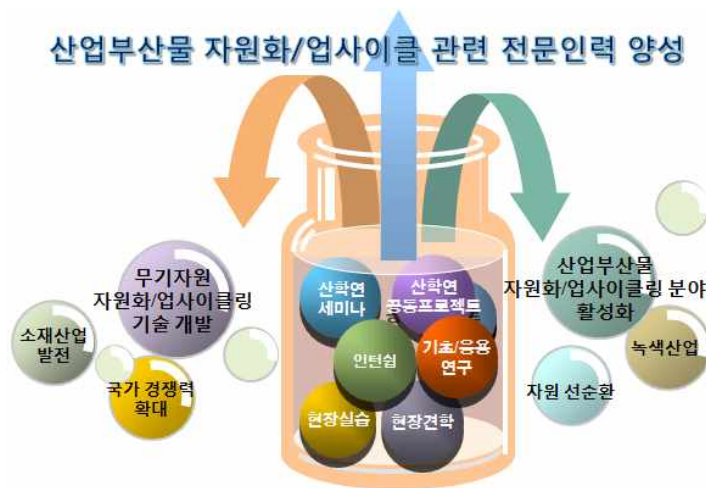 산업부산물 자원화/업사이클 관련 전문인력 양성
무기자원
자원화/업사이클링
기술 개발
소재산업
발전
국가 경쟁력
확대
산학연
세미나
산학연
공동프로젝트
인턴쉽
기초/응용
연구
현장실습
현장견학
산업부산물
자원화/업사이클링 분야
활성화
녹색산업
자원 선순환